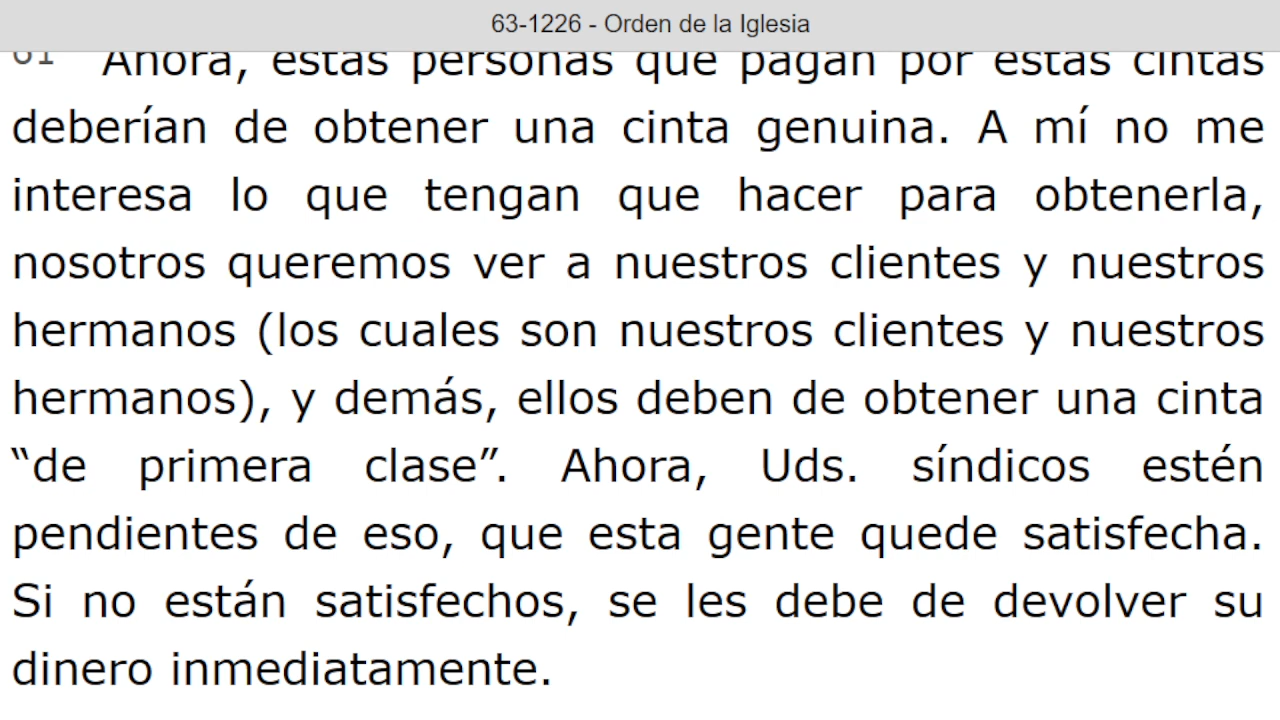 63-1226 - Orden de la Iglesia
61 Ahora, estas personas que pagan por estas cintas
deberían de obtener una cinta genuina. A mí no me
interesa lo que tengan que hacer para obtenerla,
nosotros queremos ver a nuestros clientes y nuestros
hermanos (los cuales son nuestros clientes y nuestros
hermanos), y demás, ellos deben de obtener una cinta
“de primera clase”. Ahora, Uds. síndicos estén
pendientes de eso, que esta gente quede satisfecha.
Si no están satisfechos, se les debe de devolver su
dinero inmediatamente.